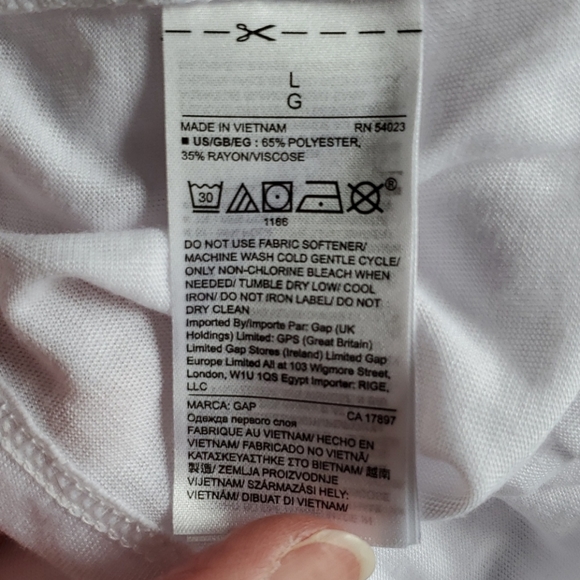 L
G
MADE IN VIETNAM RN 54023
■ US/GB/EG : 65% POLYESTER,
35% RAYON/VISCOSE
30 ®
1166
DO NOT USE FABRIC SOFTENER/
MACHINE WASH COLD GENTLE CYCLE/
ONLY NON-CHLORINE BLEACH WHEN
NEEDED/ TUMBLE DRY LOW/ COOL
IRON/ DO NOT IRON LABEL/ DO NOT
DRY CLEAN
Imported By/Importe Par: Gap (UK
Holdings) Limited: GPS (Great Britain)
Limited Gap Stores (Ireland) Limited Gap
Europe Limited All at 103 Wigmore Street,
London, W1U 1QS Egypt Importer: RIGE,
LLC
MARCA: GAP CA 17897
Одежда первого слоя
FABRIQUE AU VIETNAM/ HECHO EN
VIETNAM/ FABRICADO NO VIETNÃ/
ΚΑΤΑΣΚΕΥΑΣΤΗΚΕ ΣΤΟ ΒΙΕΤΝΑΜ/ 越南
製造/ ZEMLJA PROIZVODNJE
VIJETNAM/ SZÁRMAZÁSI HELY:
VIETNÁM/ DIBUAT DI VIETNAM/